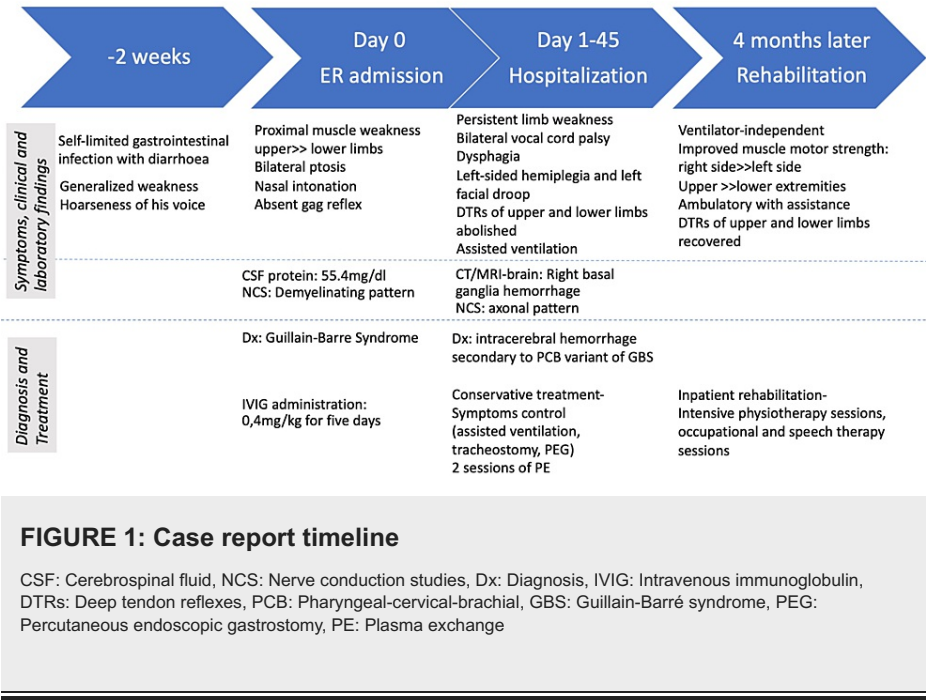 -2 weeks
Day 0
ER admission
Day 1-45
Hospitalization
4 months later
Rehabilitation
Symptoms, clinical and
laboratory findings
Self-limited gastrointestinal
infection with diarrhoea
Generalized weakness
Hoarseness of his voice
Proximal muscle weakness
upper>> lower limbs
Bilateral ptosis
Nasal intonation
Absent gag reflex
Persistent limb weakness
Bilateral vocal cord palsy
Dysphagia
Left-sided hemiplegia and left
facial droop
DTRs of upper and lower limbs
abolished
Assisted ventilation
Ventilator-independent
Improved muscle motor strength:
right side>>left side
Upper >>lower extremities
Ambulatory with assistance
DTRs of upper and lower limbs
recovered
CSF protein: 55.4mg/dl
NCS: Demyelinating pattern
CT/MRI-brain: Right basal
ganglia hemorrhage
NCS: axonal pattern
Diagnosis and
Treatment
Dx: Guillain-Barre Syndrome
Dx: intracerebral hemorrhage
secondary to PCB variant of GBS
IVIG administration:
0,4mg/kg for five days
Conservative treatment-
Symptoms control
(assisted ventilation,
tracheostomy, PEG)
2 sessions of PE
Inpatient rehabilitation-
Intensive physiotherapy sessions,
occupational and speech therapy
sessions
FIGURE 1: Case report timeline
CSF: Cerebrospinal fluid, NCS: Nerve conduction studies, Dx: Diagnosis, IVIG: Intravenous immunoglobulin,
DTRs: Deep tendon reflexes, PCB: Pharyngeal-cervical-brachial, GBS: Guillain-Barré syndrome, PEG:
Percutaneous endoscopic gastrostomy, PE: Plasma exchange